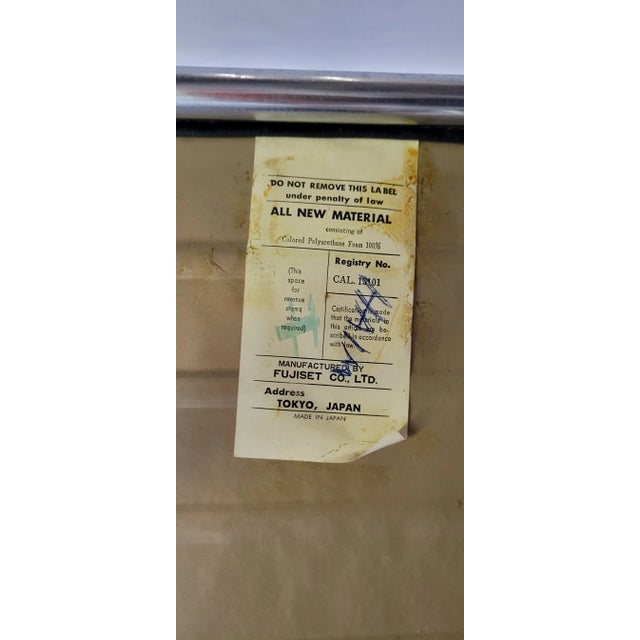 DO NOT REMOVE THIS LABEL
under penalty of law
ALL NEW MATERIAL
consisting of
Colored Polyurethane Foam 100%
Registry No.
CAL. 13101
(This
space
for
revenue
stamp
when
required)
Certification is made
that the materials in
this article are
scribed in accordance
with law.
MANUFACTURED BY
FUJISET CO., LTD.
Address
TOKYO, JAPAN
MADE IN JAPAN